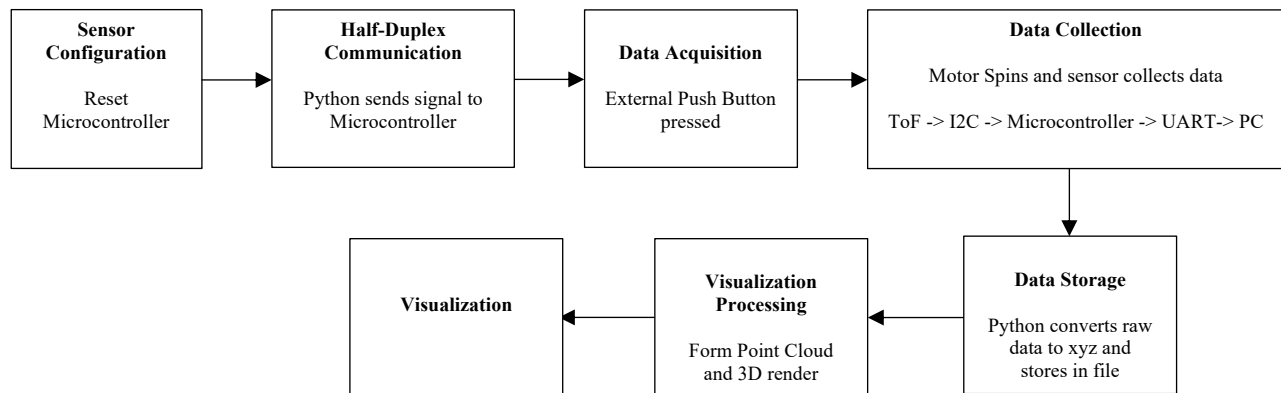 Sensor
Configuration
Reset
Microcontroller
Half-Duplex
Communication
Python sends signal to
Microcontroller
Data Acquisition
External Push Button
pressed
Data Collection
Motor Spins and sensor collects data
ToF -> I2C -> Microcontroller -> UART-> PC
Data Storage
Python converts raw
data to xyz and
stores in file
Visualization
Processing
Form Point Cloud
and 3D render
Visualization